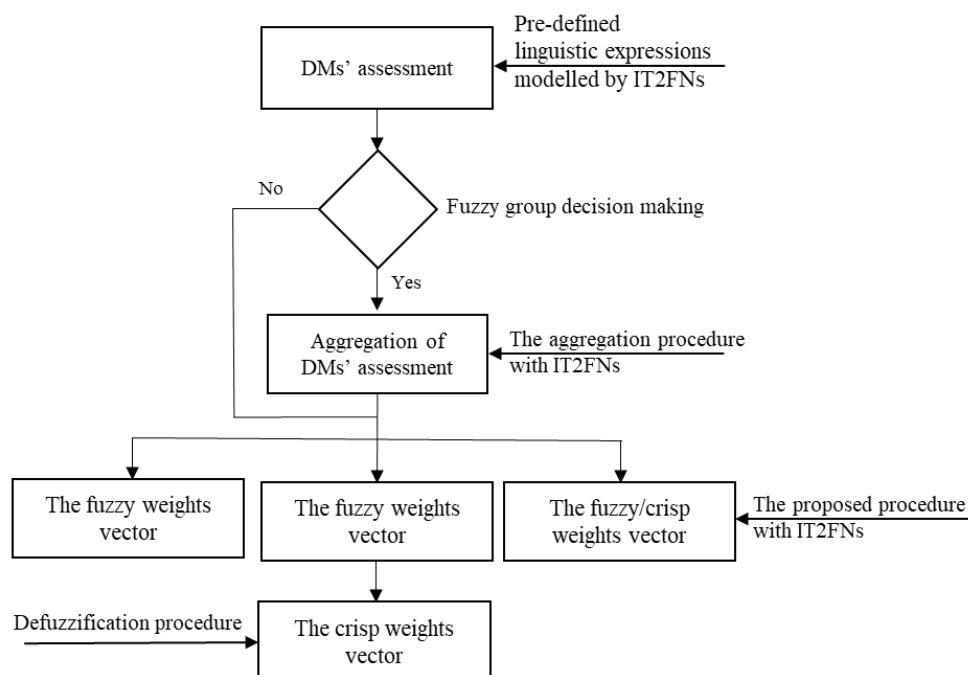 Pre-defined
linguistic expressions
modelled by IT2FNs
DMs’ assessment
No
Fuzzy group decision making
Yes
Aggregation of
DMs’ assessment
The aggregation procedure
with IT2FNs
The fuzzy weights
vector
The fuzzy weights
vector
The fuzzy/crisp
weights vector
The proposed procedure
with IT2FNs
Defuzzification procedure
The crisp weights
vector